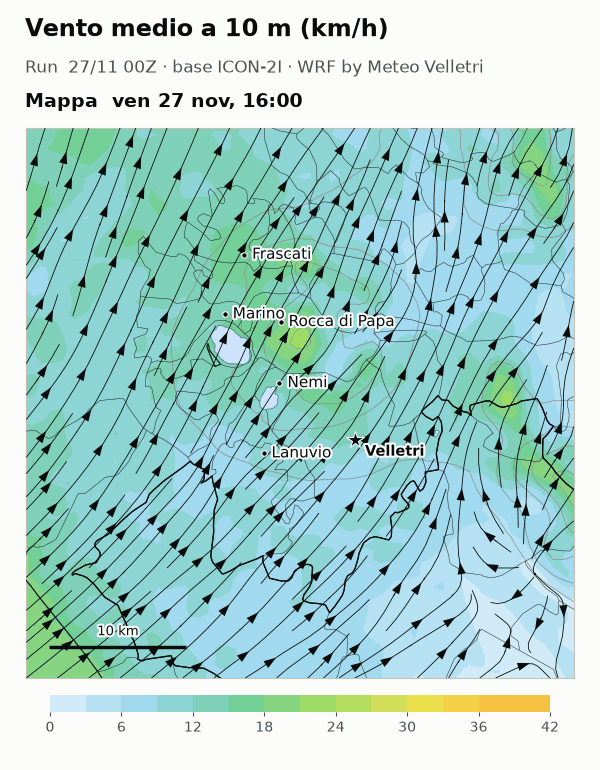 Vento medio a 10 m (km/h)
Run  27/11 00Z · base ICON-2I · WRF by Meteo Velletri
Mappa  ven 27 nov, 16:00
Frascati
Marino
Rocca di Papa
Nemi
Velletri
Lanuvio
10 km
0 6 12 18 24 30 36 42